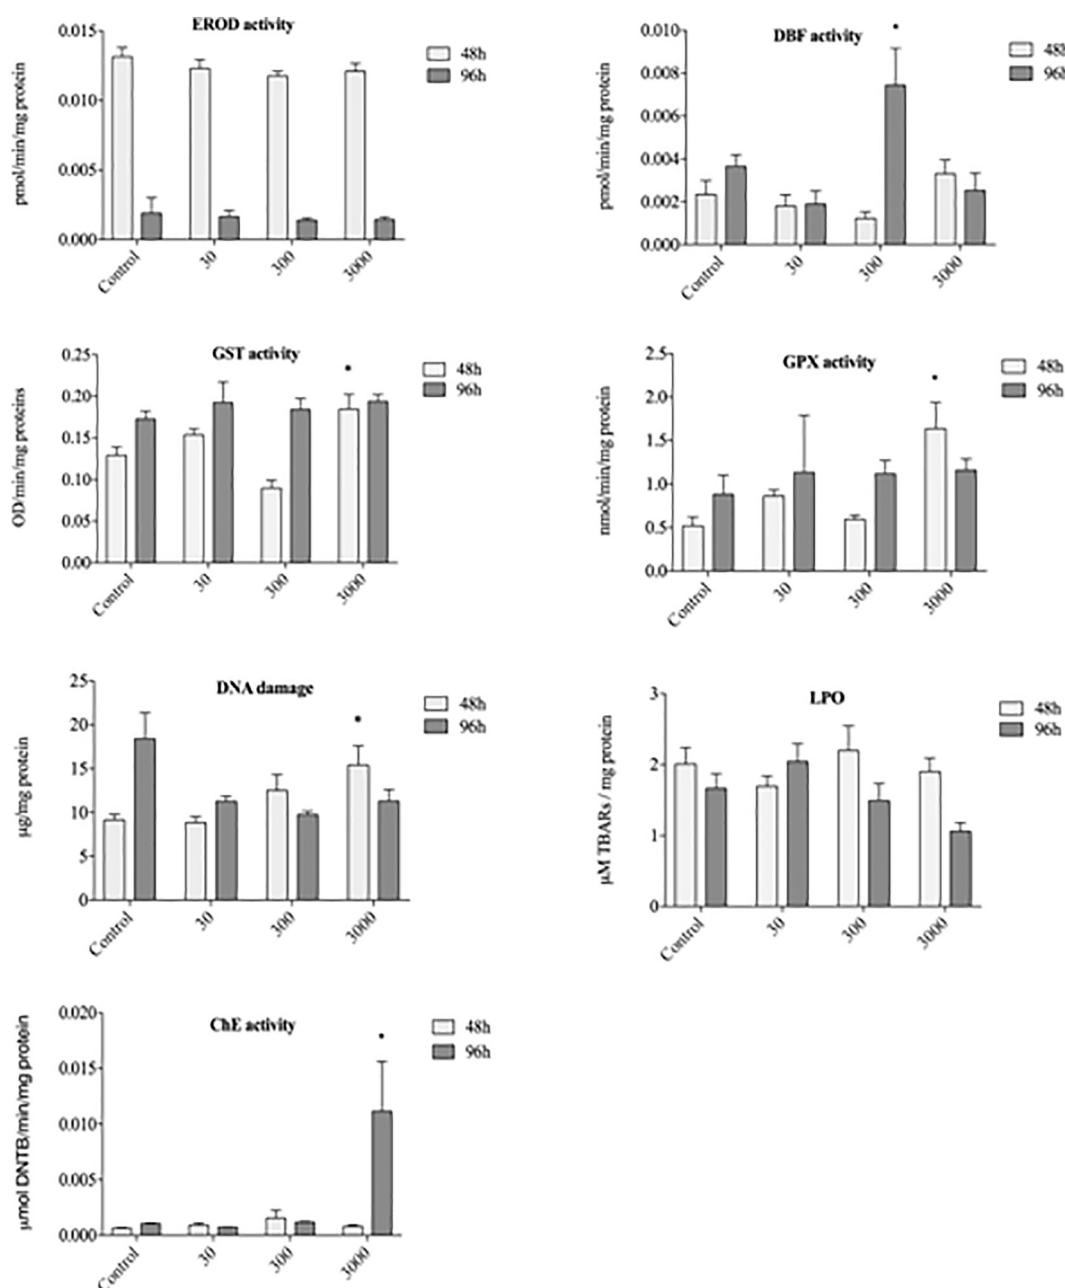 EROD activity
pmol/min/mg protein
0.015
0.010
0.005
0.000
Control
30
300
3000
48h
96h
DBF activity
pmol/min/mg protein
0.010
0.008
0.006
0.004
0.002
0.000
Control
30
300
3000
48h
96h
GST activity
OD/min/mg proteins
0.25
0.20
0.15
0.10
0.05
0.00
Control
30
300
3000
48h
96h
GPX activity
nmol/min/mg protein
2.5
2.0
1.5
1.0
0.5
0.0
Control
30
300
3000
48h
96h
DNA damage
µg/mg protein
25
20
15
10
5
0
Control
30
300
3000
48h
96h
LPO
µM TBARs / mg protein
3
2
1
0
Control
30
300
3000
48h
96h
ChE activity
µmol DNTB/min/mg protein
0.020
0.015
0.010
0.005
0.000
Control
30
300
3000
48h
96h